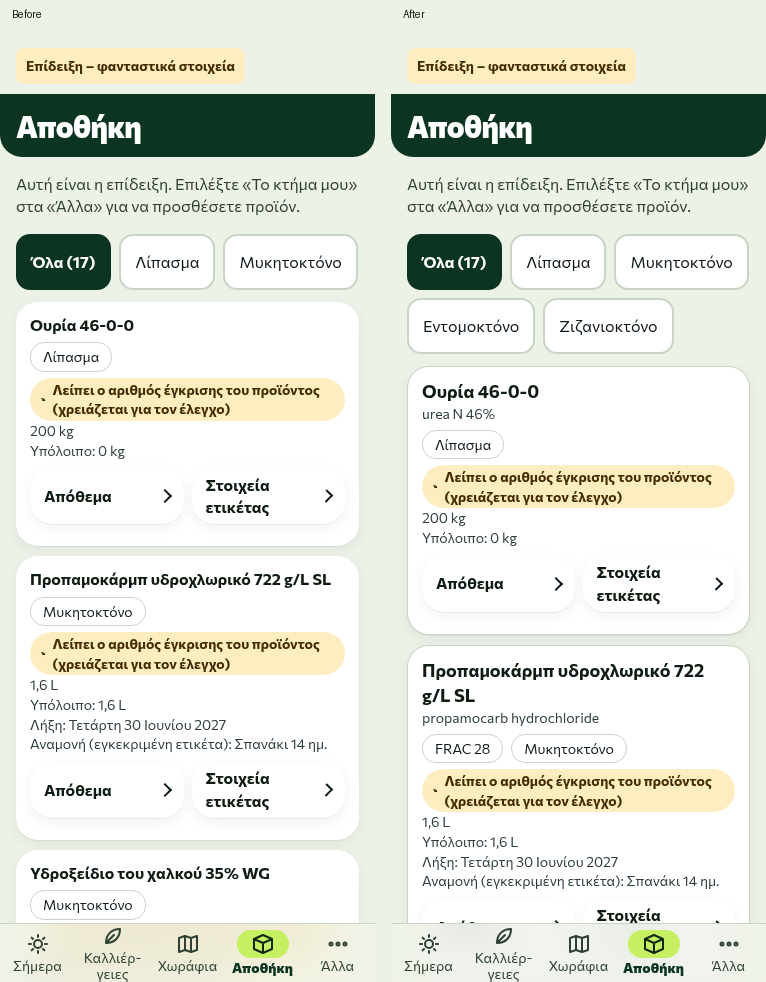 Before
Επίδειξη – φανταστικά στοιχεία
Αποθήκη
Αυτή είναι η επίδειξη. Επιλέξτε «Το κτήμα μου»
στα «Άλλα» για να προσθέσετε προϊόν.
Όλα (17)
Λίπασμα
Μυκητοκτόνο
Ουρία 46-0-0
Λίπασμα
Λείπει ο αριθμός έγκρισης του προϊόντος
(χρειάζεται για τον έλεγχο)
200 kg
Υπόλοιπο: 0 kg
Απόθεμα
Στοιχεία
ετικέτας
Προπαμοκάρμπ υδροχλωρικό 722 g/L SL
Μυκητοκτόνο
Λείπει ο αριθμός έγκρισης του προϊόντος
(χρειάζεται για τον έλεγχο)
1,6 L
Υπόλοιπο: 1,6 L
Λήξη: Τετάρτη 30 Ιουνίου 2027
Αναμονή (εγκεκριμένη ετικέτα): Σπανάκι 14 ημ.
Απόθεμα
Στοιχεία
ετικέτας
Υδροξείδιο του χαλκού 35% WG
Μυκητοκτόνο
Σήμερα
Καλλιέρ-
γειες
Χωράφια
Αποθήκη
Άλλα
After
Επίδειξη – φανταστικά στοιχεία
Αποθήκη
Αυτή είναι η επίδειξη. Επιλέξτε «Το κτήμα μου»
στα «Άλλα» για να προσθέσετε προϊόν.
Όλα (17)
Λίπασμα
Μυκητοκτόνο
Εντομοκτόνο
Ζιζανιοκτόνο
Ουρία 46-0-0
urea N 46%
Λίπασμα
Λείπει ο αριθμός έγκρισης του προϊόντος
(χρειάζεται για τον έλεγχο)
200 kg
Υπόλοιπο: 0 kg
Απόθεμα
Στοιχεία
ετικέτας
Προπαμοκάρμπ υδροχλωρικό 722
g/L SL
propamocarb hydrochloride
FRAC 28
Μυκητοκτόνο
Λείπει ο αριθμός έγκρισης του προϊόντος
(χρειάζεται για τον έλεγχο)
1,6 L
Υπόλοιπο: 1,6 L
Λήξη: Τετάρτη 30 Ιουνίου 2027
Αναμονή (εγκεκριμένη ετικέτα): Σπανάκι 14 ημ.
Στοιχεία
Σήμερα
Καλλιέρ-
γειες
Χωράφια
Αποθήκη
Άλλα